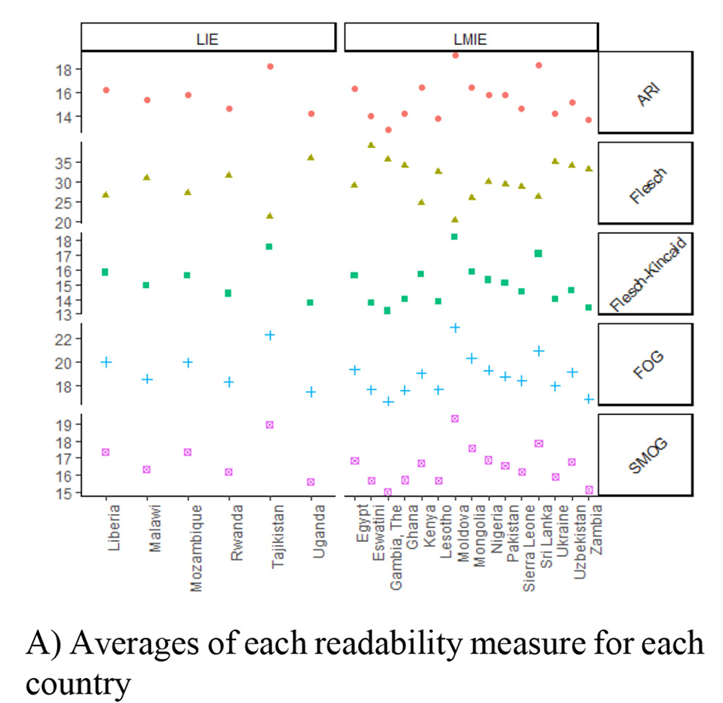 LIE
LMIE
18
16
14
ARI
35
30
25
20
Flesch
18
17
16
15
14
13
Flesch-Kincaid
22
20
18
FOG
19
18
17
16
15
SMOG
Liberia
Malawi
Mozambique
Rwanda
Tajikistan
Uganda
Egypt
Eswatini
Gambia, The
Ghana
Kenya
Lesotho
Moldova
Mongolia
Nigeria
Pakistan
Sierra Leone
Sri Lanka
Ukraine
Uzbekistan
Zambia
A) Averages of each readability measure for each
country